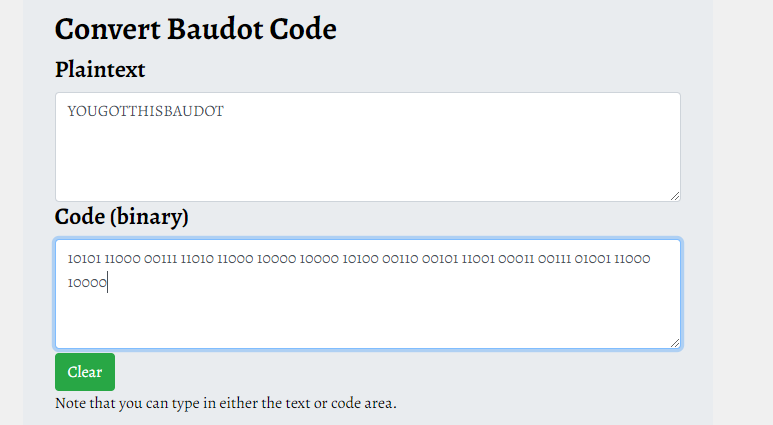 Convert Baudot Code
Plaintext
YOUGOTTHISBAUDOT
Code (binary)
10101 11000 00111 11010 11000 10000 10000 10100 00110 00101 11001 00011 00111 01001 11000
10000
Clear
Note that you can type in either the text or code area.